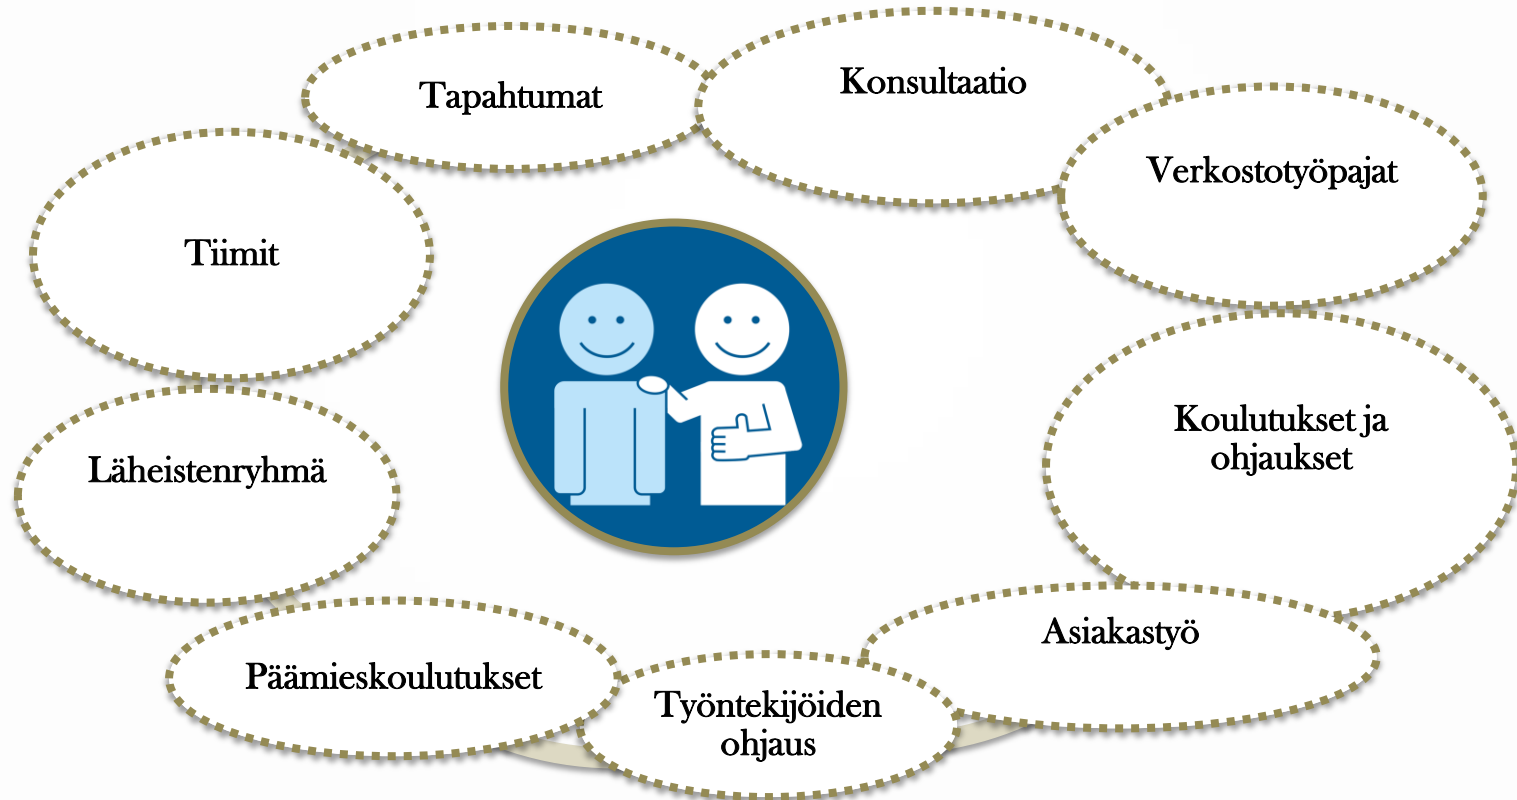 Tapahtumat
Konsultaatio
Verkostotyöpajat
Tiimit
Koulutukset ja
ohjaukset
Läheistenryhmä
Asiakastyö
Päämieskoulutukset
Työntekijöiden
ohjaus